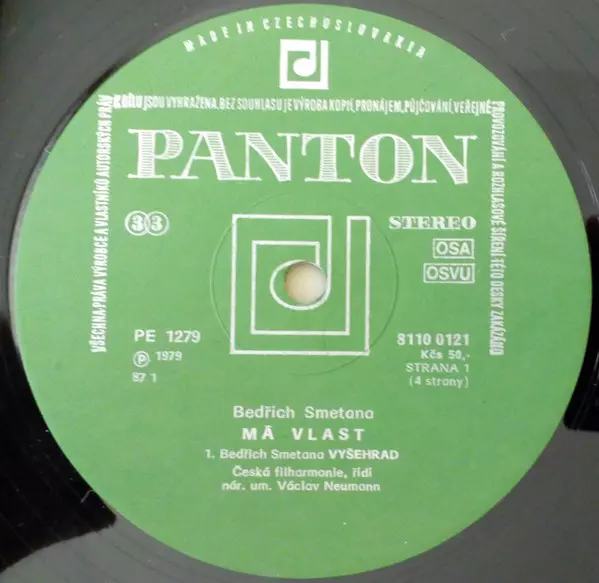 MADE IN CZECHOSLOVAKIA
VŠECHNA PRÁVA VÝROBCE A VLASTNÍKŮ AUTORSKÝCH PRÁV K DÍLU JSOU VYHRAŽENA. BEZ SOUHLASU JE VÝROBA KOPIÍ, PRONÁJEM, PŮJČOVÁNÍ, VEŘEJNÉ PROVOZOVÁNÍ A ROZHLASOVÉ ŠÍŘENÍ TÉTO DESKY ZAKÁZÁNO
PANTON
33
STEREO
OSA
OSVU
PE 1279
℗ 1979
87 1
8110 0121
Kčs 50,-
STRANA 1
(4 strany)
Bedřich Smetana
MÁ VLAST
1. Bedřich Smetana VYŠEHRAD
Česká filharmonie, řídí
nár. um. Václav Neumann